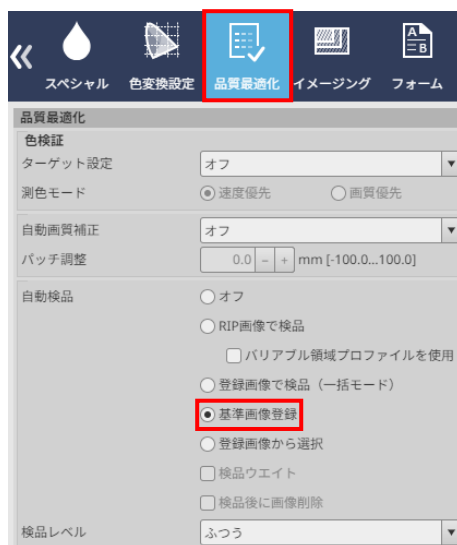 スペシャル 色変換設定 品質最適化 イメージング フォーム
品質最適化
色検証
ターゲット設定 オフ
測色モード 速度優先 画質優先
自動画質補正 オフ
パッチ調整 0.0 - + mm [-100.0...100.0]
自動検品 オフ
RIP画像で検品
バリアブル領域プロファイルを使用
登録画像で検品（一括モード）
基準画像登録
登録画像から選択
検品ウエイト
検品後に画像削除
検品レベル ふつう